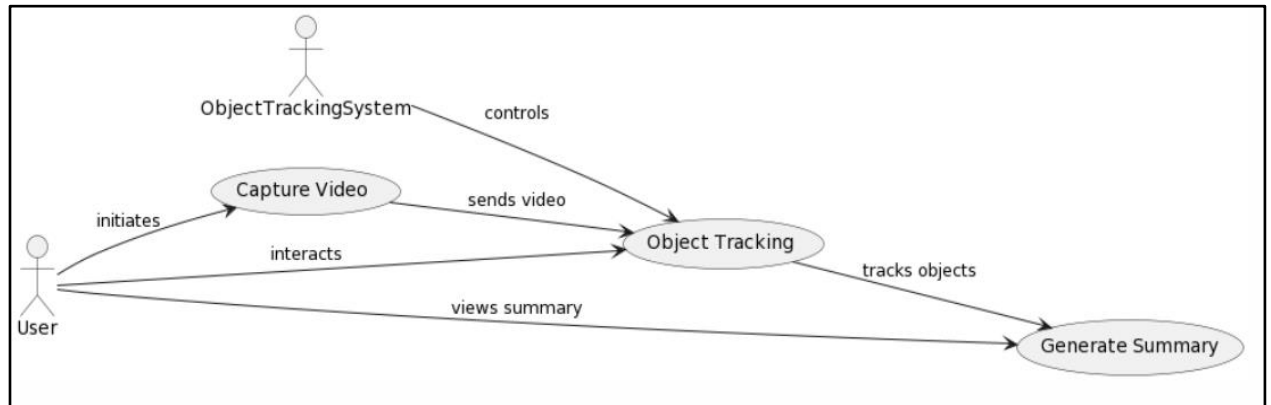 ObjectTrackingSystem
controls
Capture Video
sends video
initiates
Object Tracking
interacts
tracks objects
views summary
User
Generate Summary